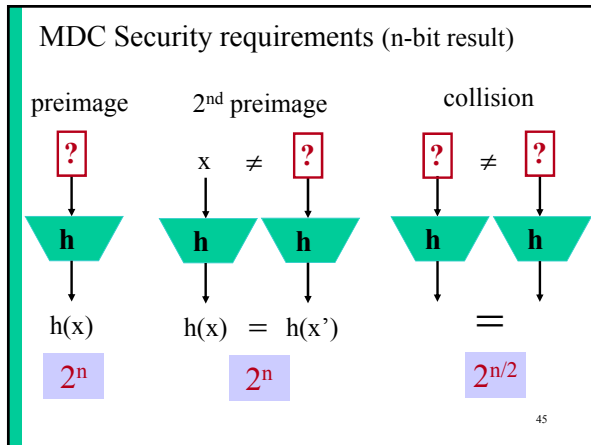 MDC Security requirements (n-bit result)
preimage 2nd preimage collision
? x ≠ ? ? ≠ ?
h h h h h
h(x) h(x) = h(x’) =
2n 2n 2n/2
45